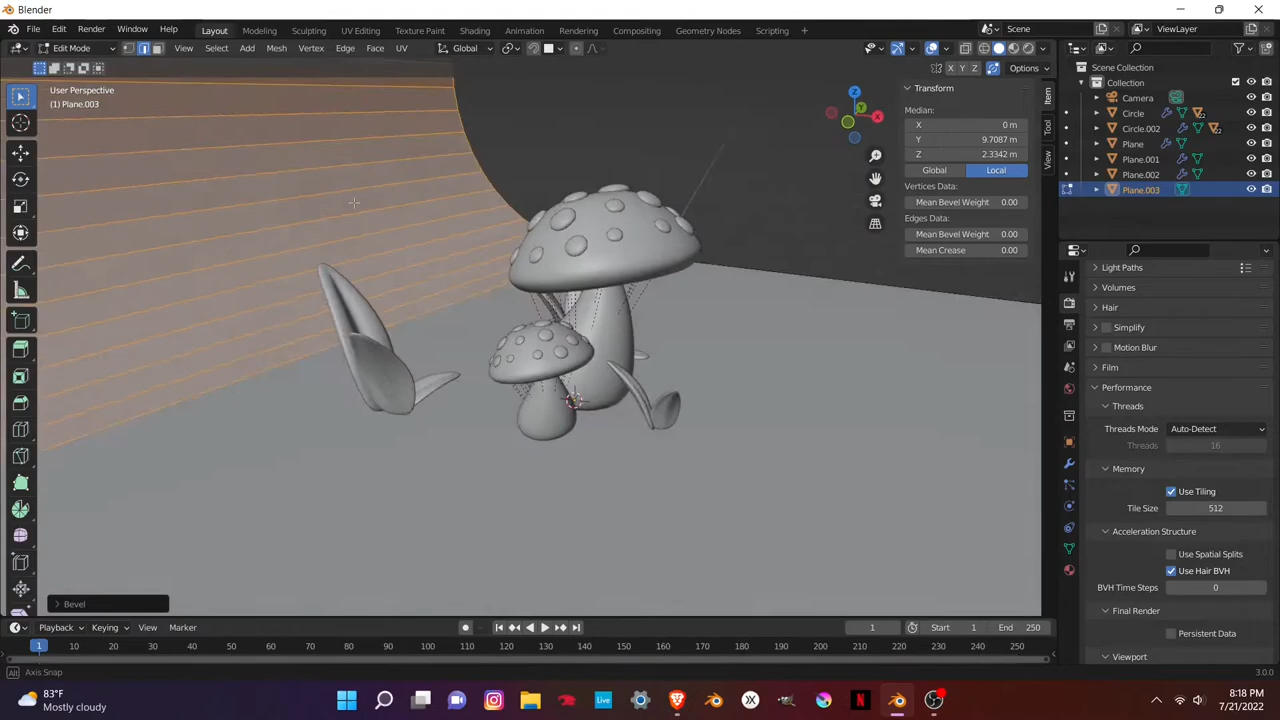 Blender
File Edit Render Window Help Layout Modeling Sculpting UV Editing Texture Paint Shading Animation Rendering Compositing Geometry Nodes Scripting + Scene ViewLayer
Edit Mode View Select Add Mesh Vertex Edge Face UV Global
X Y Z Options
User Perspective
(1) Plane.003
Transform
Median:
X 0 m
Y 9.7087 m
Z 2.3342 m
Global Local
Vertices Data:
Mean Bevel Weight 0.00
Edges Data:
Mean Bevel Weight 0.00
Mean Crease 0.00
Item
Tool
View
Z
Y
X
Scene Collection
Collection
Camera
Circle 22
Circle.002 22
Plane
Plane.001
Plane.002
Plane.003
Light Paths
Volumes
Hair
Simplify
Motion Blur
Film
Performance
Threads
Threads Mode Auto-Detect
Threads 16
Memory
Use Tiling
Tile Size 512
Acceleration Structure
Use Spatial Splits
Use Hair BVH
BVH Time Steps 0
Final Render
Persistent Data
Viewport
Bevel
Playback Keying View Marker 1 Start 1 End 250
1 10 20 30 40 50 60 70 80 90 100 110 120 130 140 150 160 170 180 190 200 210 220 230 240 250
Alt Axis Snap 3.0.0
83°F
Mostly cloudy
Live
N
8:18 PM
7/21/2022